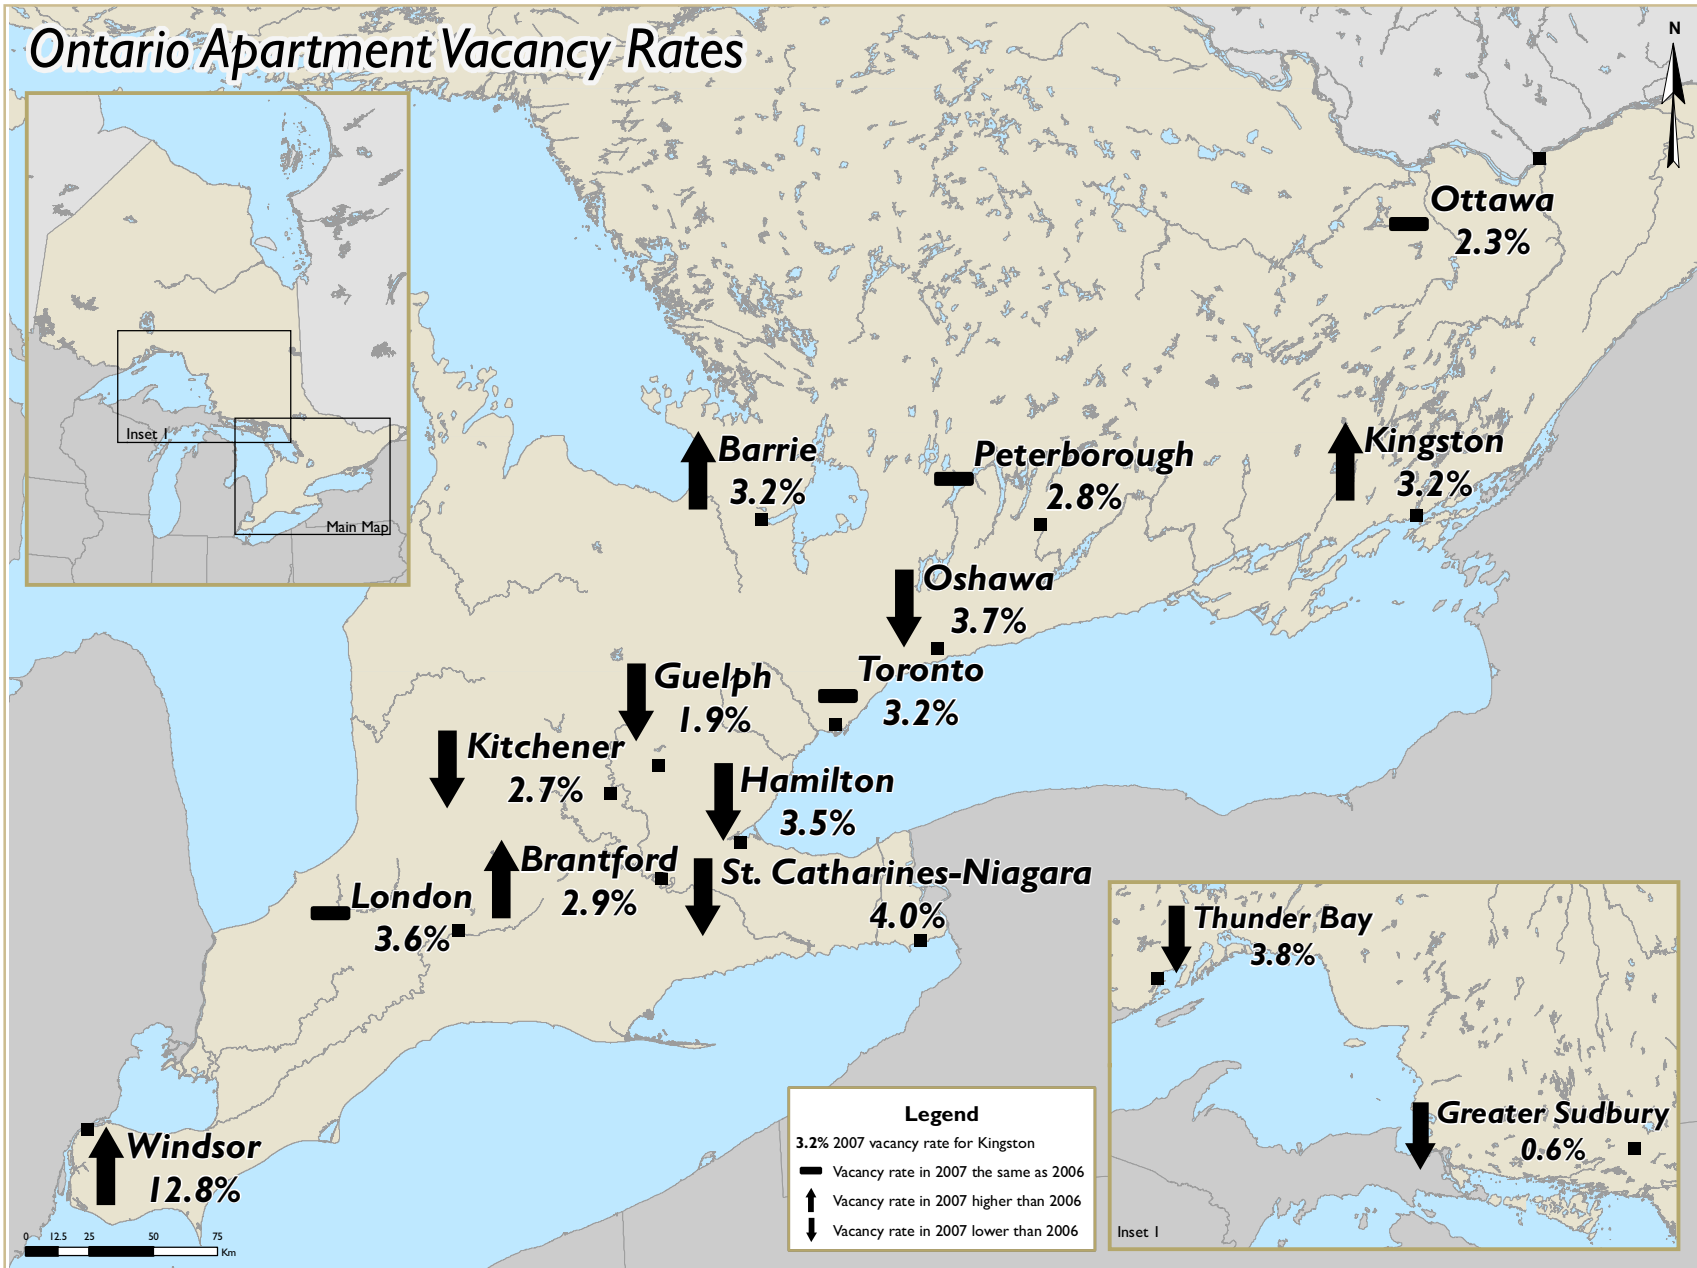 Ontario Apartment Vacancy Rates
N
Ottawa
2.3%
Inset 1
Main Map
Barrie
3.2%
Peterborough
2.8%
Kingston
3.2%
Oshawa
3.7%
Toronto
3.2%
Guelph
1.9%
Kitchener
2.7%
Hamilton
3.5%
Brantford
2.9%
St. Catharines-Niagara
4.0%
London
3.6%
Thunder Bay
3.8%
Greater Sudbury
0.6%
Inset 1
Windsor
12.8%
Legend
3.2% 2007 vacancy rate for Kingston
Vacancy rate in 2007 the same as 2006
Vacancy rate in 2007 higher than 2006
Vacancy rate in 2007 lower than 2006
0 12.5 25 50 75
Km